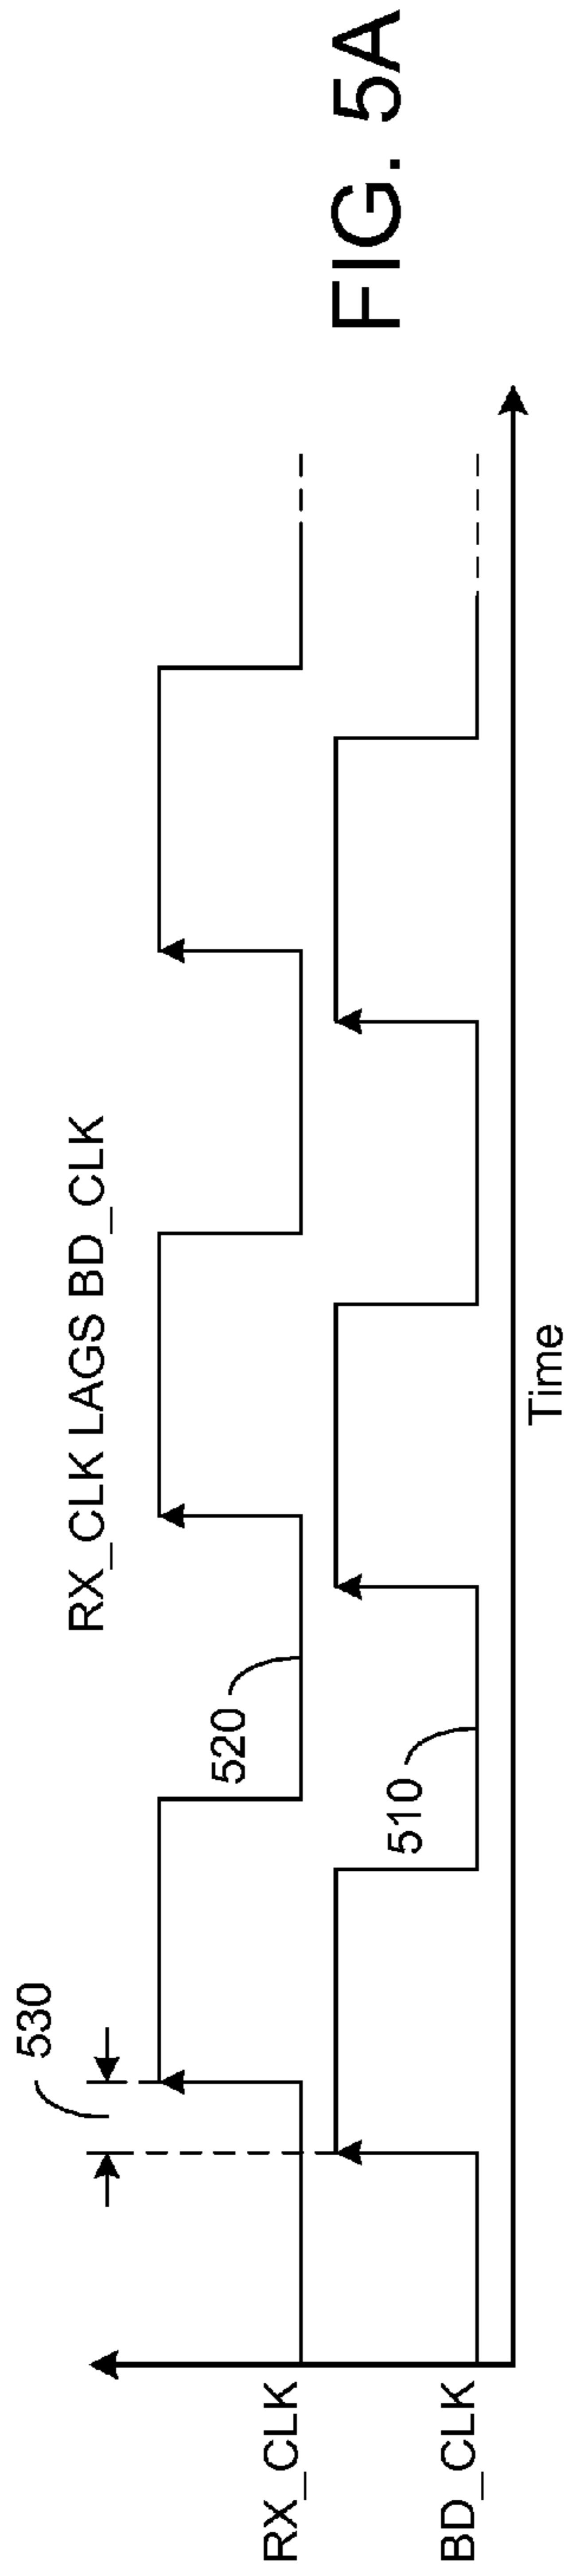 530
RX_CLK LAGS BD_CLK
520
RX_CLK
510
BD_CLK
Time
FIG. 5A